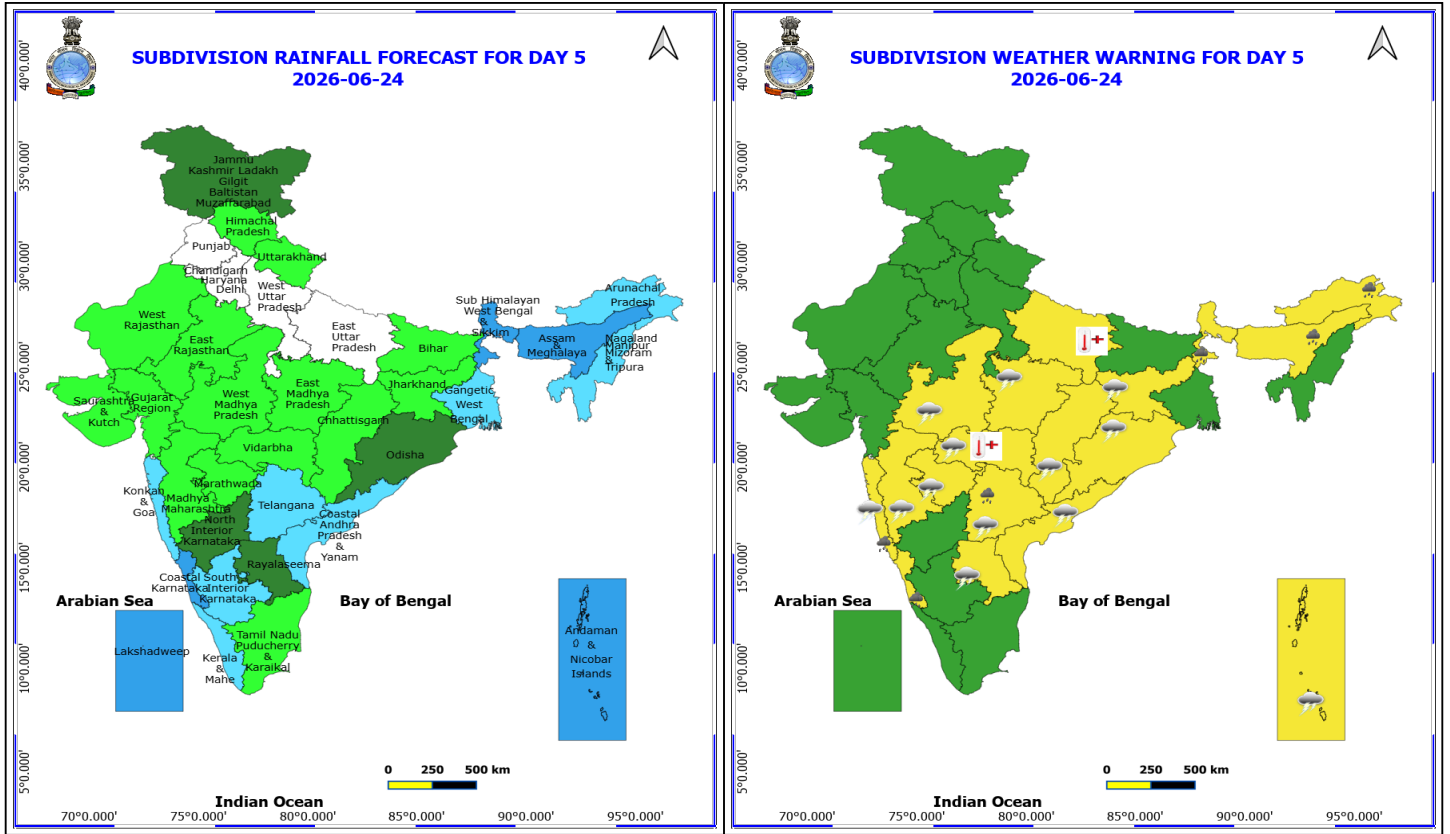 SUBDIVISION RAINFALL FORECAST FOR DAY 5
2026-06-24
40°0.000'
35°0.000'
30°0.000'
25°0.000'
20°0.000'
15°0.000'
10°0.000'
5°0.000'
Jammu
Kashmir Ladakh
Gilgit
Baltistan
Muzaffarabad
Himachal
Pradesh
Punjab
Uttarakhand
Chandigarh
Haryana
Delhi
West
Uttar
Pradesh
East
Uttar
Pradesh
West
Rajasthan
East
Rajasthan
Bihar
Sub Himalayan
West Bengal
&
Sikkim
Arunachal
Pradesh
Assam
&
Meghalaya
Nagaland
Manipur
Mizoram
&
Tripura
Saurashtra
&
Kutch
Gujarat
Region
West
Madhya
Pradesh
East
Madhya
Pradesh
Jharkhand
Gangetic
West
Bengal
Chhattisgarh
Vidarbha
Odisha
Konkan
&
Goa
Madhya
Maharashtra
Marathwada
Telangana
North
Interior
Karnataka
Coastal
Andhra
Pradesh
&
Yanam
Rayalaseema
Coastal
Karnataka
South
Interior
Karnataka
Tamil Nadu
Puducherry
&
Karaikal
Kerala
&
Mahe
Lakshadweep
Andaman
&
Nicobar
Islands
Arabian Sea
Bay of Bengal
Indian Ocean
0 250 500 km
70°0.000' 75°0.000' 80°0.000' 85°0.000' 90°0.000' 95°0.000'
SUBDIVISION WEATHER WARNING FOR DAY 5
2026-06-24
40°0.000'
35°0.000'
30°0.000'
25°0.000'
20°0.000'
15°0.000'
10°0.000'
5°0.000'
Arabian Sea
Bay of Bengal
Indian Ocean
0 250 500 km
70°0.000' 75°0.000' 80°0.000' 85°0.000' 90°0.000' 95°0.000'